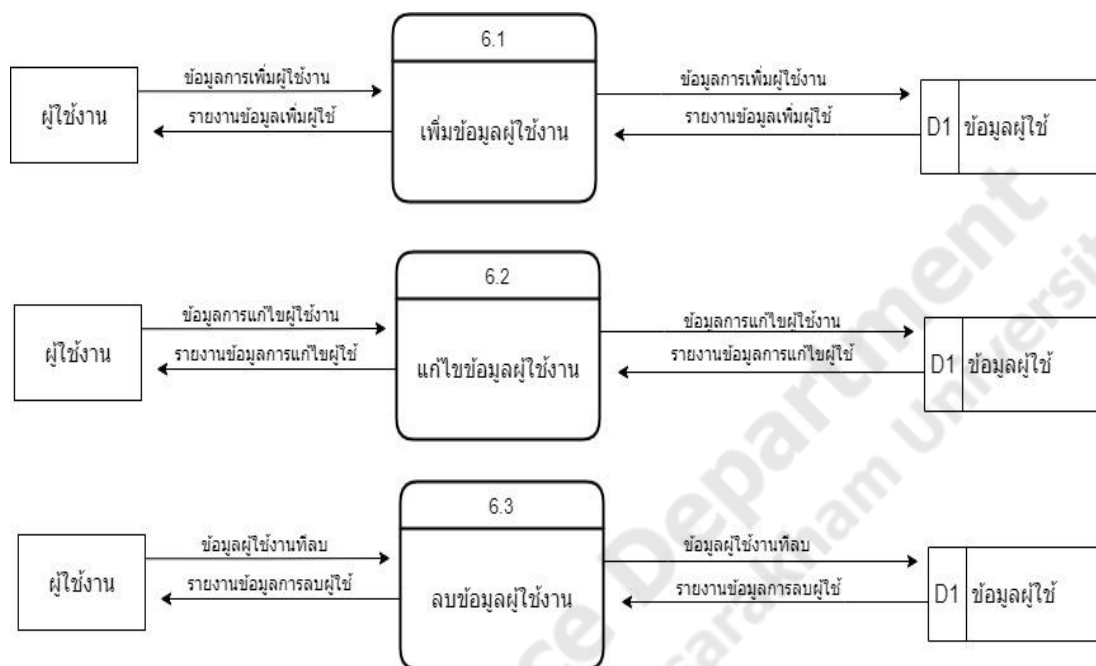 6.1
ข้อมูลการเพิ่มผู้ใช้งาน
ข้อมูลการเพิ่มผู้ใช้งาน
ผู้ใช้งาน
รายงานข้อมูลเพิ่มผู้ใช้
เพิ่มข้อมูลผู้ใช้งาน
รายงานข้อมูลเพิ่มผู้ใช้
D1 ข้อมูลผู้ใช้
6.2
ข้อมูลการแก้ไขผู้ใช้งาน
ข้อมูลการแก้ไขผู้ใช้งาน
ผู้ใช้งาน
รายงานข้อมูลการแก้ไขผู้ใช้
แก้ไขข้อมูลผู้ใช้งาน
รายงานข้อมูลการแก้ไขผู้ใช้
D1 ข้อมูลผู้ใช้
6.3
ข้อมูลผู้ใช้งานที่ลบ
ข้อมูลผู้ใช้งานที่ลบ
ผู้ใช้งาน
รายงานข้อมูลการลบผู้ใช้
ลบข้อมูลผู้ใช้งาน
รายงานข้อมูลการลบผู้ใช้
D1 ข้อมูลผู้ใช้
Department